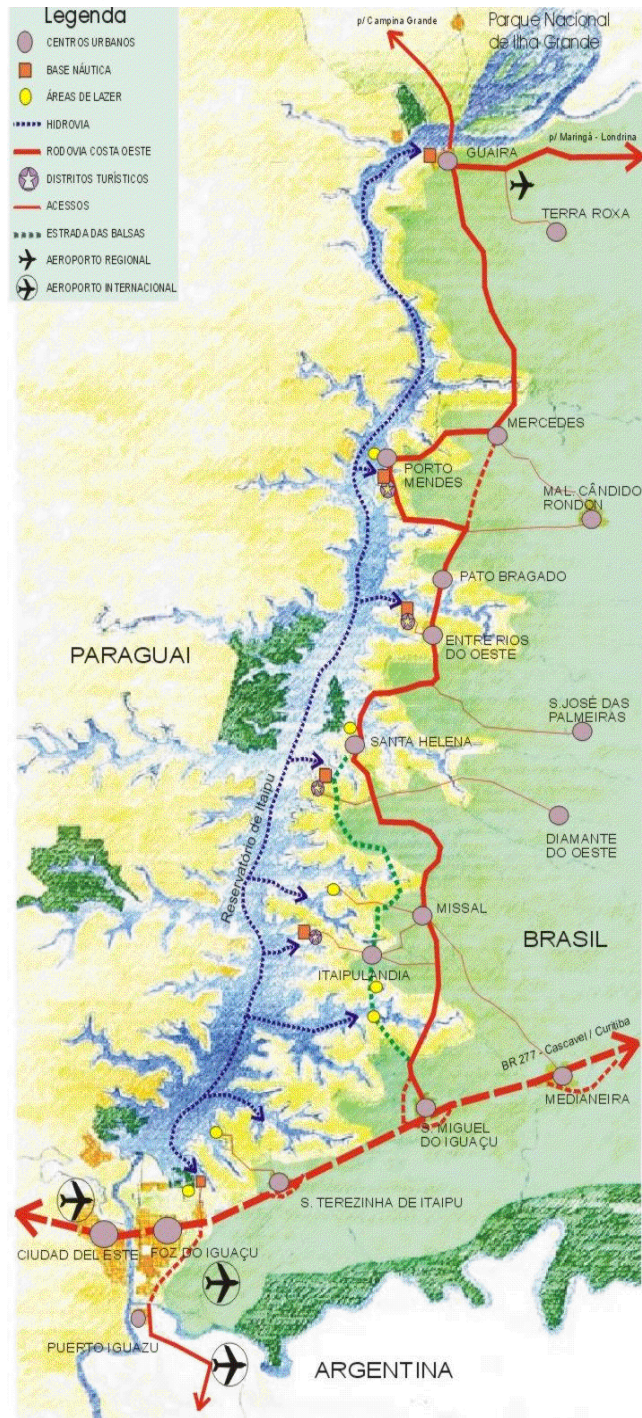 Legenda
CENTROS URBANOS
BASE NÁUTICA
ÁREAS DE LAZER
HIDROVIA
RODOVIA COSTA OESTE
DISTRITOS TURÍSTICOS
ACESSOS
ESTRADA DAS BALSAS
AEROPORTO REGIONAL
AEROPORTO INTERNACIONAL
p/ Campina Grande
Parque Nacional
de Ilha Grande
GUAIRA
p/ Maringá - Londrina
TERRA ROXA
MERCEDES
PORTO
MENDES
MAL. CÂNDIDO
RONDON
PATO BRAGADO
ENTRE RIOS
DO OESTE
PARAGUAI
S.JOSÉ DAS
PALMEIRAS
SANTA HELENA
Reservatório de Itaipu
DIAMANTE
DO OESTE
MISSAL
BRASIL
ITAIPULANDIA
BR 277 - Cascavel / Curitiba
MEDIANEIRA
S. MIGUEL
DO IGUAÇU
S. TEREZINHA DE ITAIPU
CIUDAD DEL ESTE
FOZ DO IGUAÇU
PUERTO IGUAZU
ARGENTINA